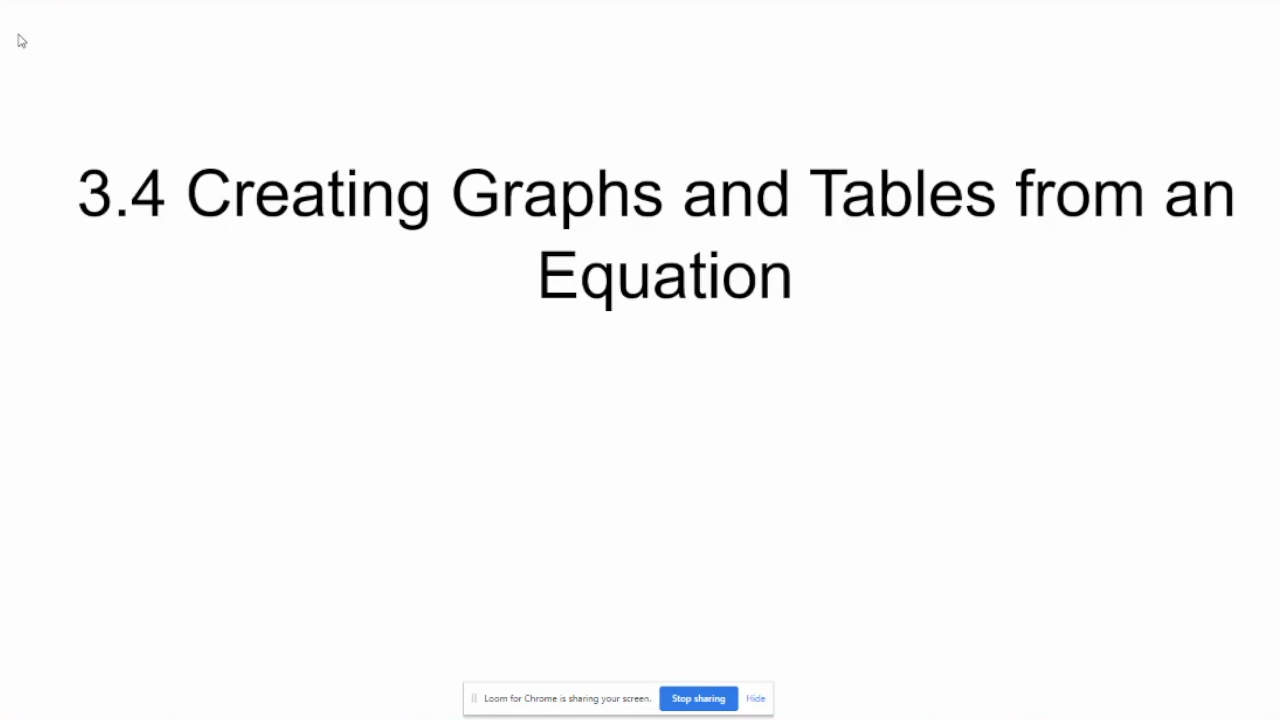 3.4 Creating Graphs and Tables from an
Equation
Loom for Chrome is sharing your screen. Stop sharing Hide